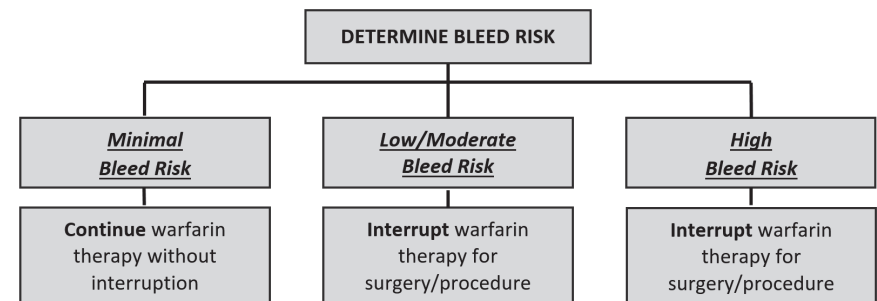 DETERMINE BLEED RISK
Minimal
Bleed Risk
Low/Moderate
Bleed Risk
High
Bleed Risk
Continue warfarin
therapy without
interruption
Interrupt warfarin
therapy for
surgery/procedure
Interrupt warfarin
therapy for
surgery/procedure